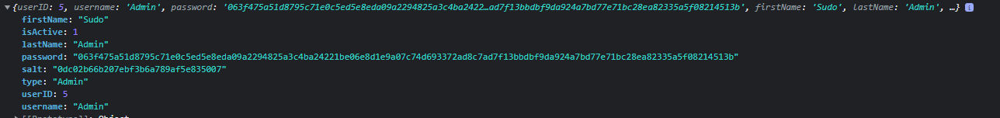 ▼{userID: 5, username: 'Admin', password: '063f475a51d8795c71e0c5ed5e8eda09a2294825a3c4ba2422…ad7f13bbdbf9da924a7bd77e71bc28ea82335a5f08214513b', firstName: 'Sudo', lastName: 'Admin', …} i
firstName: "Sudo"
isActive: 1
lastName: "Admin"
password: "063f475a51d8795c71e0c5ed5e8eda09a2294825a3c4ba24221be06e8d1e9a07c74d693372ad8c7ad7f13bbdbf9da924a7bd77e71bc28ea82335a5f08214513b"
salt: "0dc02b66b207ebf3b6a789af5e835007"
type: "Admin"
userID: 5
username: "Admin"
▶[[Prototype]]: Object